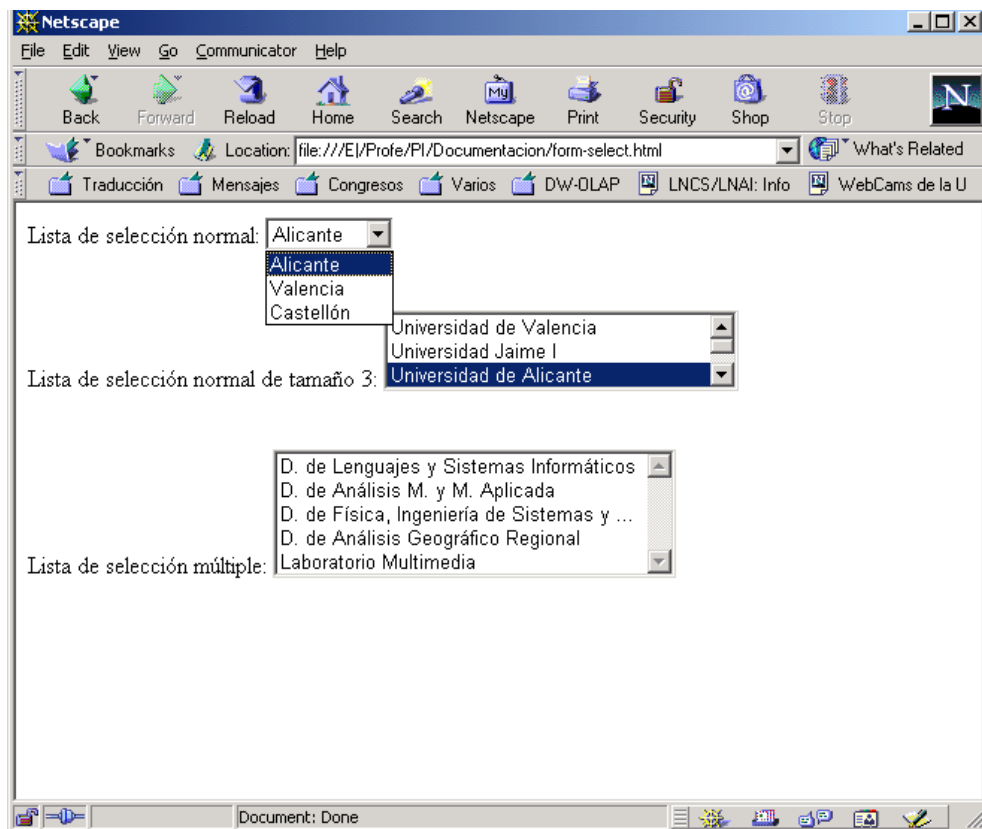 Netscape
File Edit View Go Communicator Help
Back Forward Reload Home Search Netscape Print Security Shop Stop
My
N
Bookmarks Location: file:///E|/Profe/PI/Documentacion/form-select.html What's Related
Traducción Mensajes Congresos Varios DW-OLAP LNCS/LNAI: Info WebCams de la U
Lista de selección normal: Alicante
Alicante
Valencia
Castellón
Universidad de Valencia
Universidad Jaime I
Lista de selección normal de tamaño 3: Universidad de Alicante
D. de Lenguajes y Sistemas Informáticos
D. de Análisis M. y M. Aplicada
D. de Física, Ingeniería de Sistemas y ...
D. de Análisis Geográfico Regional
Lista de selección múltiple: Laboratorio Multimedia
Document: Done